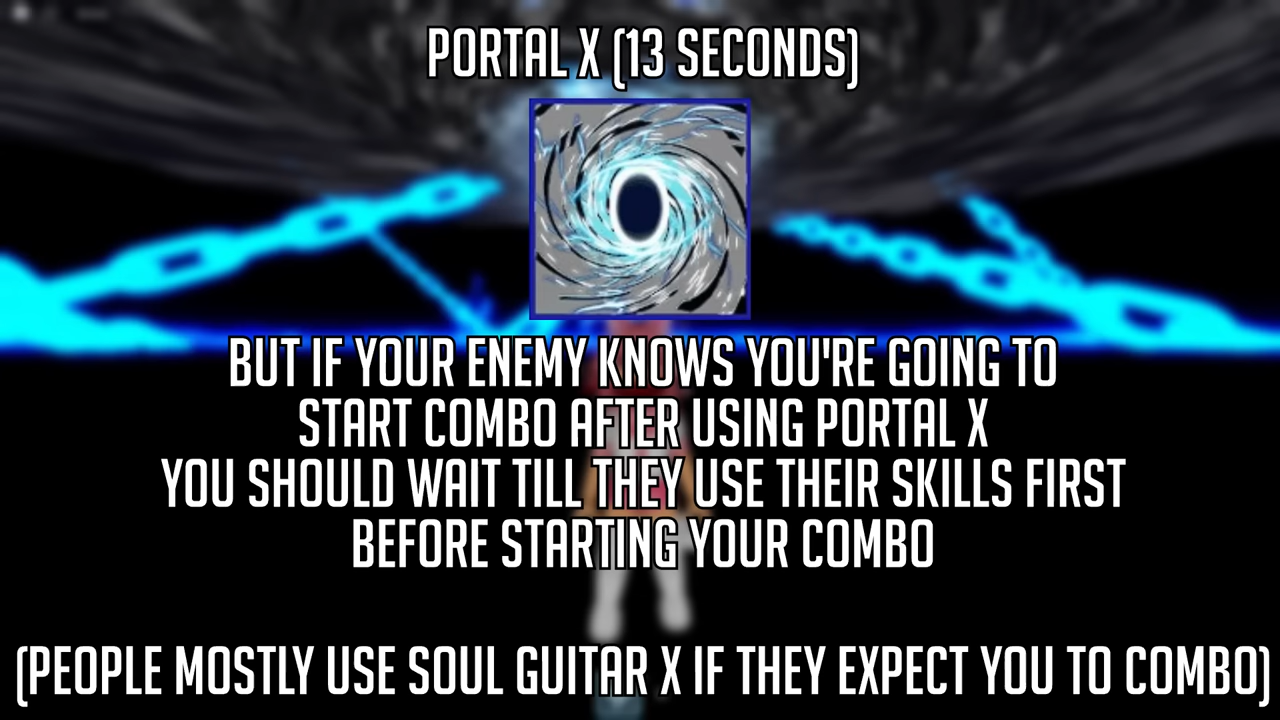 PORTAL X (13 SECONDS)
BUT IF YOUR ENEMY KNOWS YOU'RE GOING TO
START COMBO AFTER USING PORTAL X
YOU SHOULD WAIT TILL THEY USE THEIR SKILLS FIRST
BEFORE STARTING YOUR COMBO
(PEOPLE MOSTLY USE SOUL GUITAR X IF THEY EXPECT YOU TO COMBO)